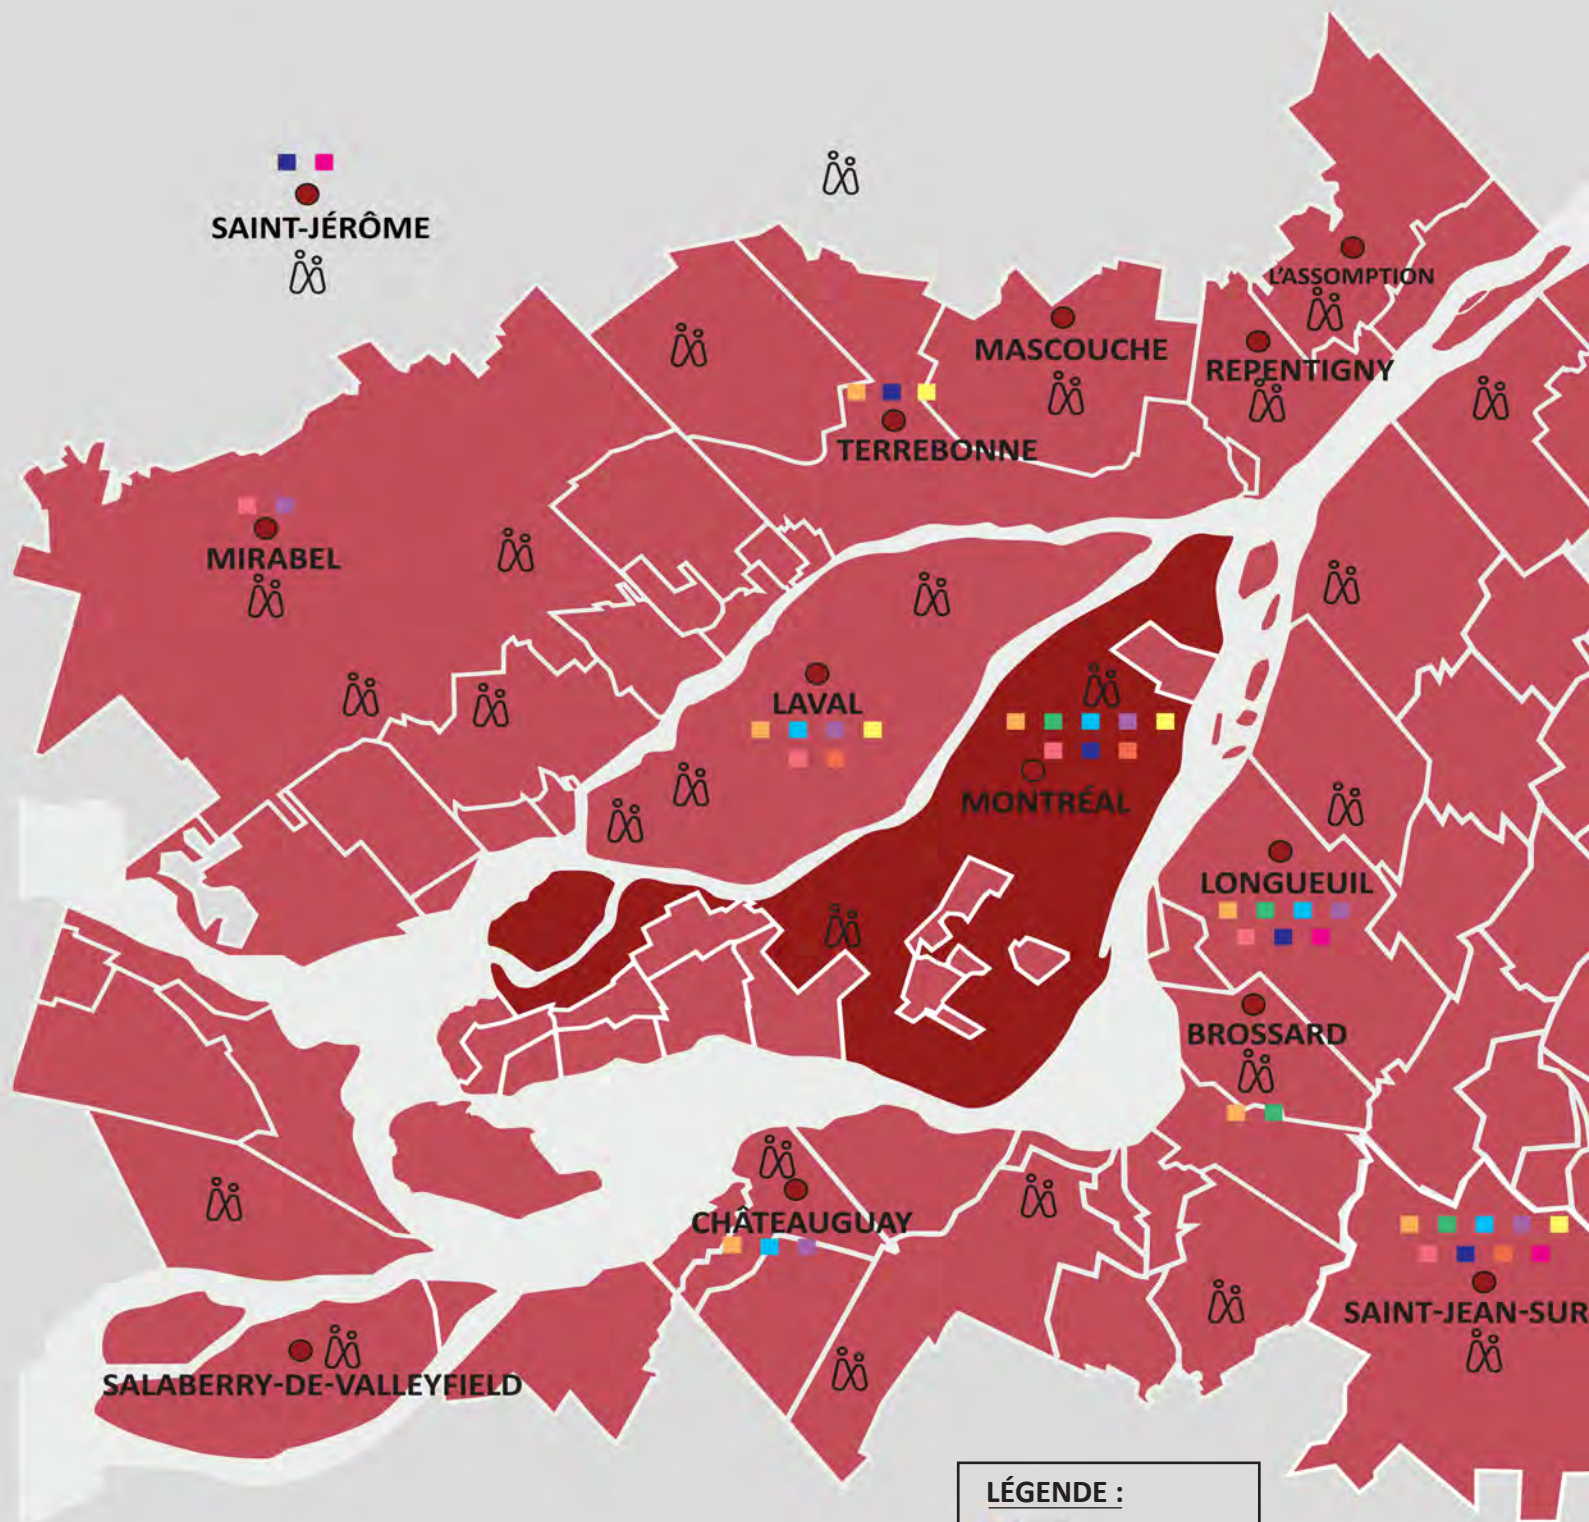 SAINT-JÉRÔME
L'ASSOMPTION
MASCOUCHE
REPENTIGNY
TERREBONNE
MIRABEL
LAVAL
MONTRÉAL
LONGUEUIL
BROSSARD
CHÂTEAUGUAY
SAINT-JEAN-SUR
SALABERRY-DE-VALLEYFIELD
LÉGENDE :